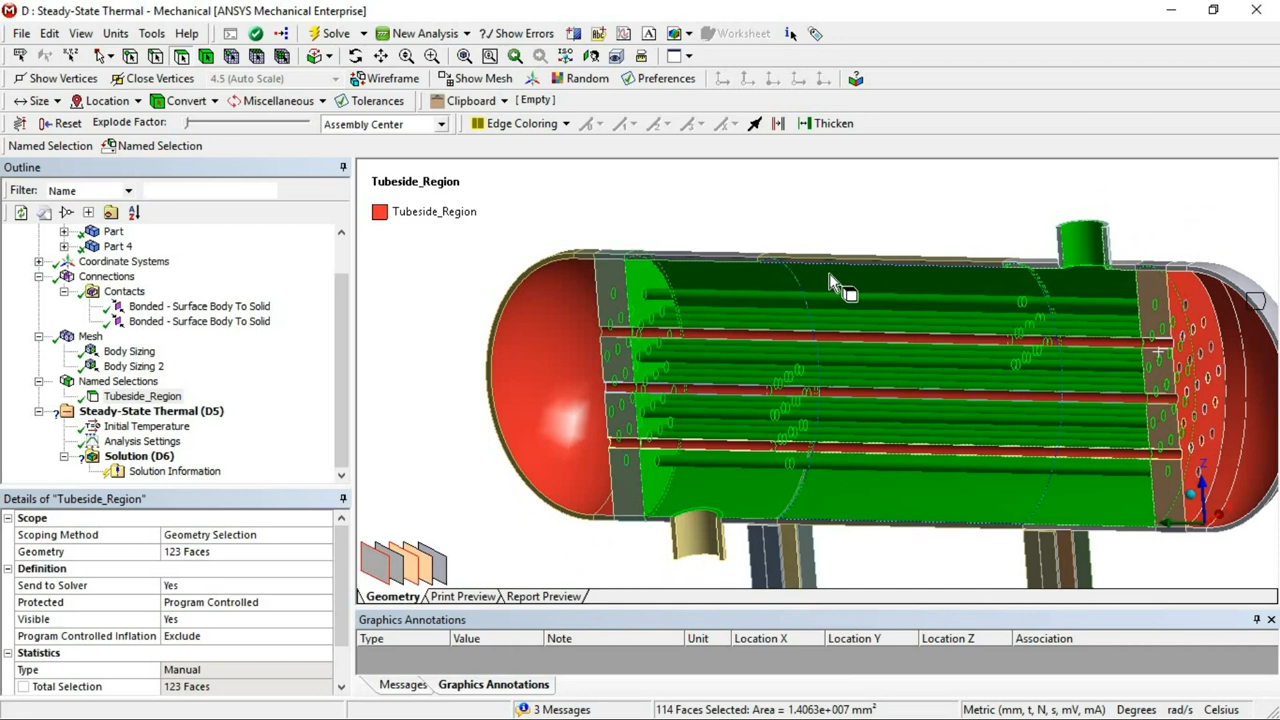 D : Steady-State Thermal - Mechanical [ANSYS Mechanical Enterprise]
File Edit View Units Tools Help Solve New Analysis ?/ Show Errors Worksheet i
ISO
Show Vertices Close Vertices 4.5 (Auto Scale) Wireframe Show Mesh Random Preferences
Size Location Convert Miscellaneous Tolerances Clipboard [ Empty ]
Reset Explode Factor: Assembly Center Edge Coloring Thicken
Named Selection Named Selection
Outline
Filter: Name
Part
Part 4
Coordinate Systems
Connections
Contacts
Bonded - Surface Body To Solid
Bonded - Surface Body To Solid
Mesh
Body Sizing
Body Sizing 2
Named Selections
Tubeside_Region
Steady-State Thermal (D5)
Initial Temperature
Analysis Settings
Solution (D6)
Solution Information
Details of "Tubeside_Region"
Scope
Scoping Method Geometry Selection
Geometry 123 Faces
Definition
Send to Solver Yes
Protected Program Controlled
Visible Yes
Program Controlled Inflation Exclude
Statistics
Type Manual
Total Selection 123 Faces
Tubeside_Region
Tubeside_Region
Z
Geometry Print Preview Report Preview
Graphics Annotations
Type Value Note Unit Location X Location Y Location Z Association
Messages Graphics Annotations
3 Messages 114 Faces Selected: Area = 1.4063e+007 mm² Metric (mm, t, N, s, mV, mA) Degrees rad/s Celsius